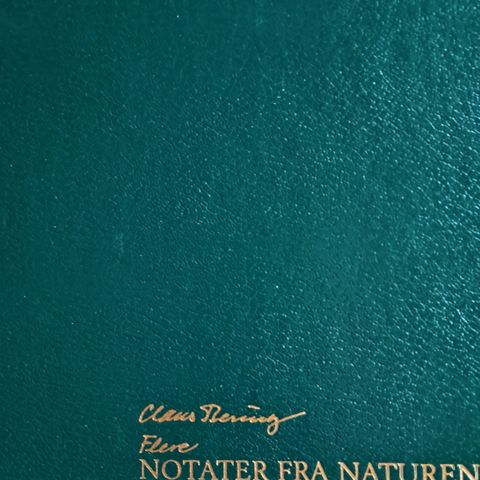 Claus Bering
Flere
NOTATER FRA NATUREN